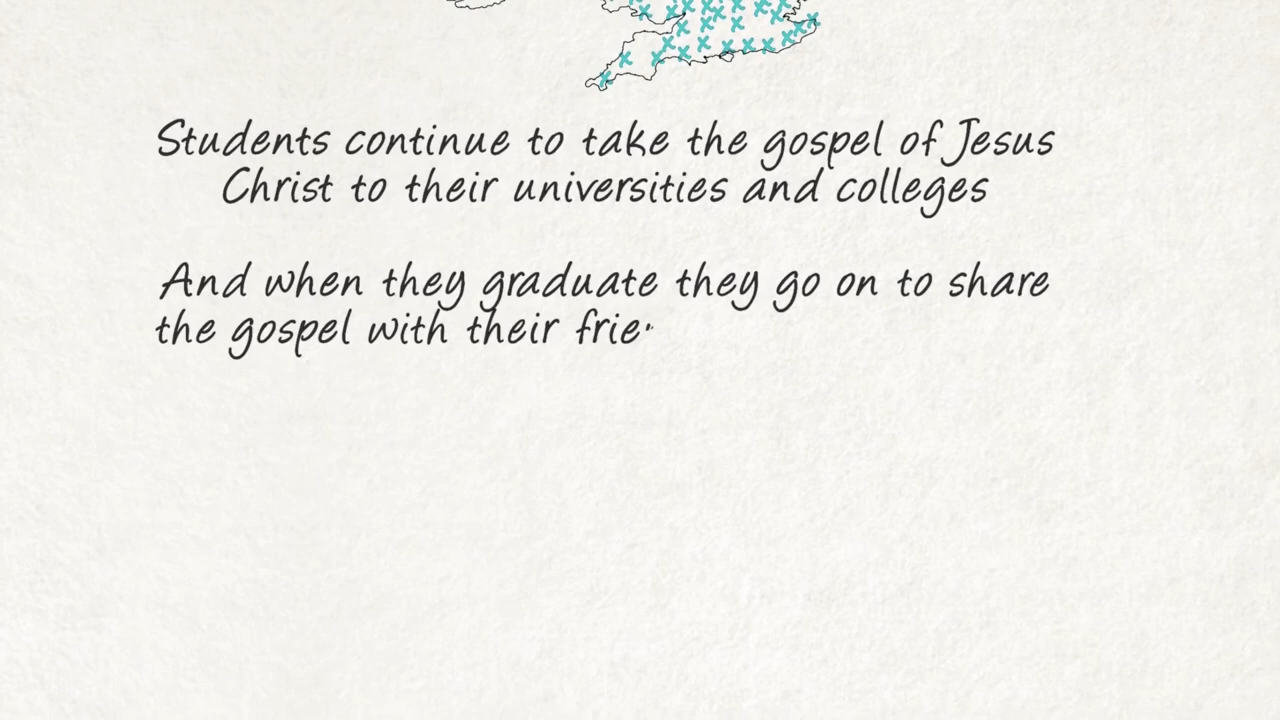 Students continue to take the gospel of Jesus
Christ to their universities and colleges
And when they graduate they go on to share
the gospel with their frie